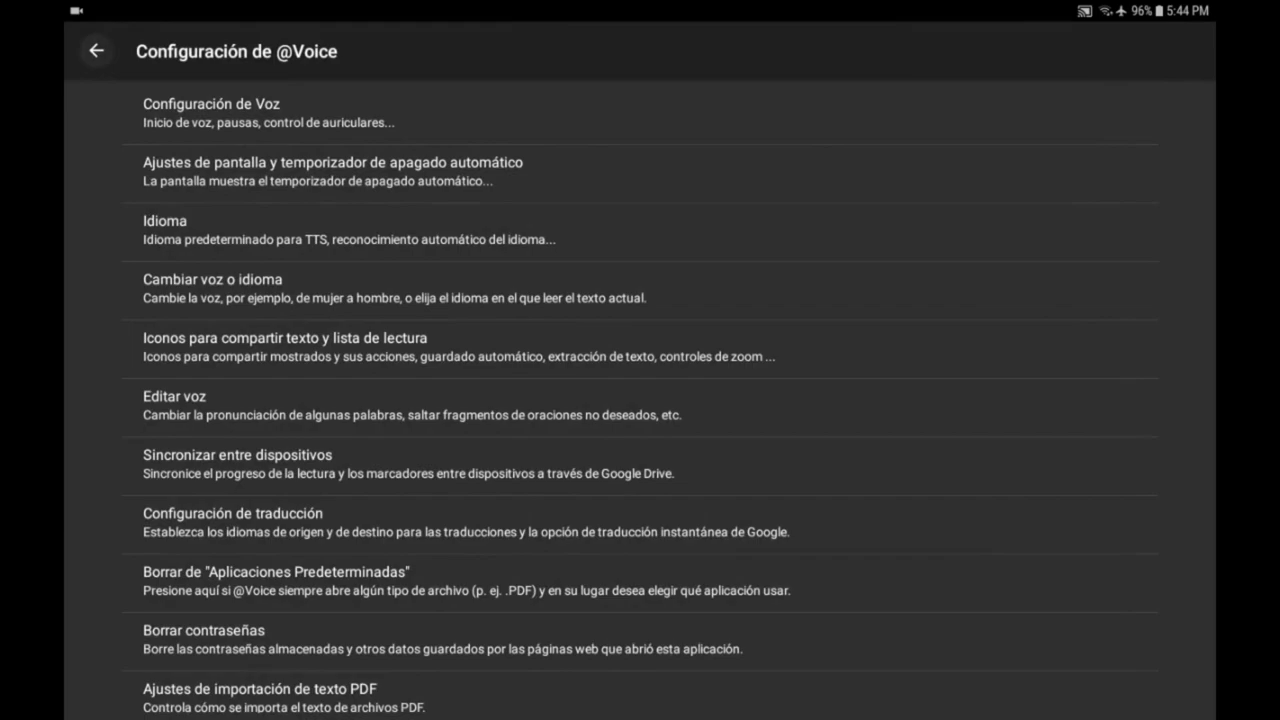 96% 5:44 PM
Configuración de @Voice
Configuración de Voz
Inicio de voz, pausas, control de auriculares...
Ajustes de pantalla y temporizador de apagado automático
La pantalla muestra el temporizador de apagado automático...
Idioma
Idioma predeterminado para TTS, reconocimiento automático del idioma...
Cambiar voz o idioma
Cambie la voz, por ejemplo, de mujer a hombre, o elija el idioma en el que leer el texto actual.
Iconos para compartir texto y lista de lectura
Iconos para compartir mostrados y sus acciones, guardado automático, extracción de texto, controles de zoom ...
Editar voz
Cambiar la pronunciación de algunas palabras, saltar fragmentos de oraciones no deseados, etc.
Sincronizar entre dispositivos
Sincronice el progreso de la lectura y los marcadores entre dispositivos a través de Google Drive.
Configuración de traducción
Establezca los idiomas de origen y de destino para las traducciones y la opción de traducción instantánea de Google.
Borrar de "Aplicaciones Predeterminadas"
Presione aquí si @Voice siempre abre algún tipo de archivo (p. ej. .PDF) y en su lugar desea elegir qué aplicación usar.
Borrar contraseñas
Borre las contraseñas almacenadas y otros datos guardados por las páginas web que abrió esta aplicación.
Ajustes de importación de texto PDF
Controla cómo se importa el texto de archivos PDF.